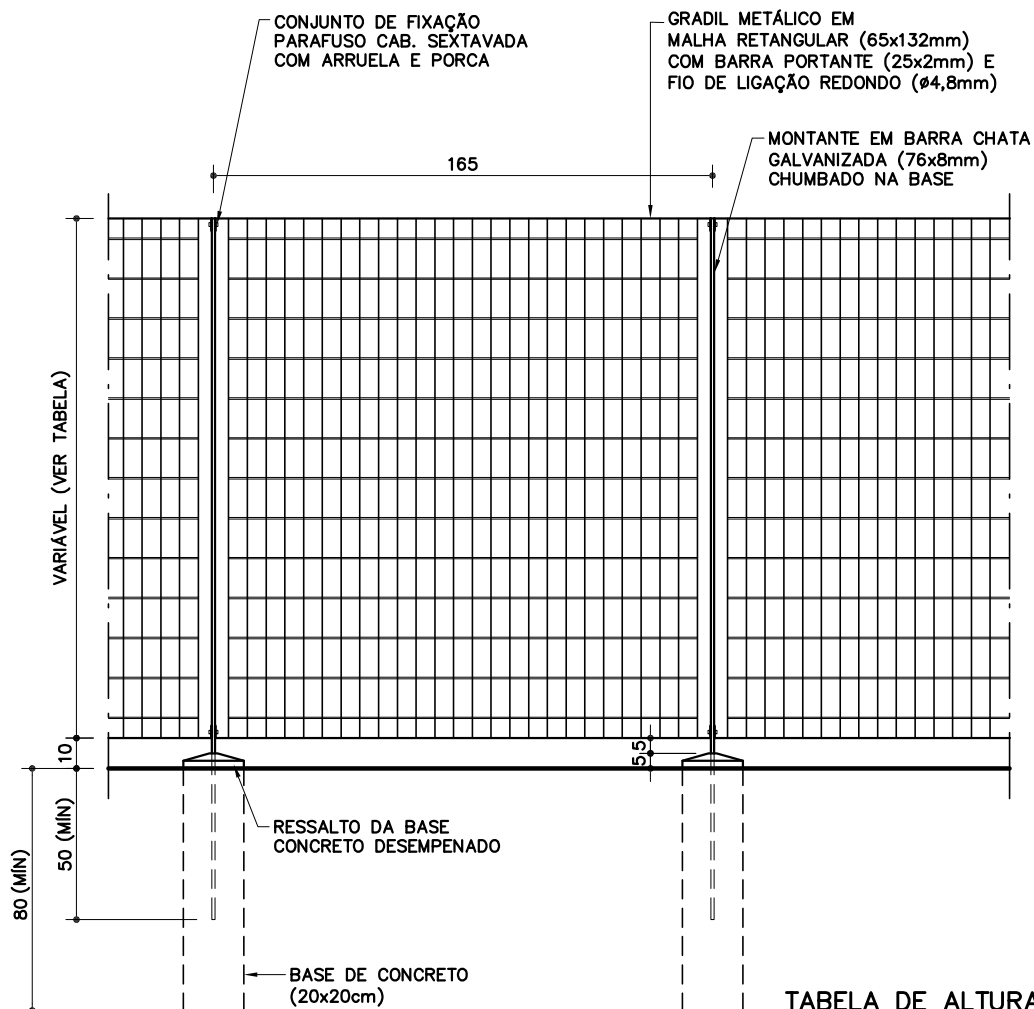 CONJUNTO DE FIXAÇÃO
PARAFUSO CAB. SEXTAVADA
COM ARRUELA E PORCA
GRADIL METÁLICO EM
MALHA RETANGULAR (65x132mm)
COM BARRA PORTANTE (25x2mm) E
FIO DE LIGAÇÃO REDONDO (ø4,8mm)
MONTANTE EM BARRA CHATA
GALVANIZADA (76x8mm)
CHUMBADO NA BASE
165
VARIÁVEL (VER TABELA)
10
5
5
50 (MÍN)
80 (MÍN)
RESSALTO DA BASE
CONCRETO DESEMPENADO
BASE DE CONCRETO
(20x20cm)
TABELA DE ALTURA